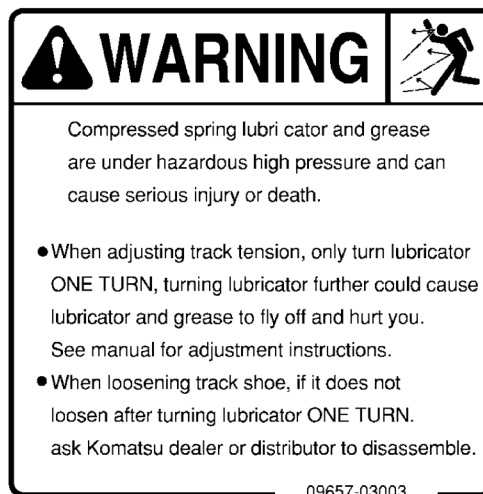 WARNING
Compressed spring lubri cator and grease
are under hazardous high pressure and can
cause serious injury or death.
●When adjusting track tension, only turn lubricator
ONE TURN, turning lubricator further could cause
lubricator and grease to fly off and hurt you.
See manual for adjustment instructions.
●When loosening track shoe, if it does not
loosen after turning lubricator ONE TURN.
ask Komatsu dealer or distributor to disassemble.
09657-03003